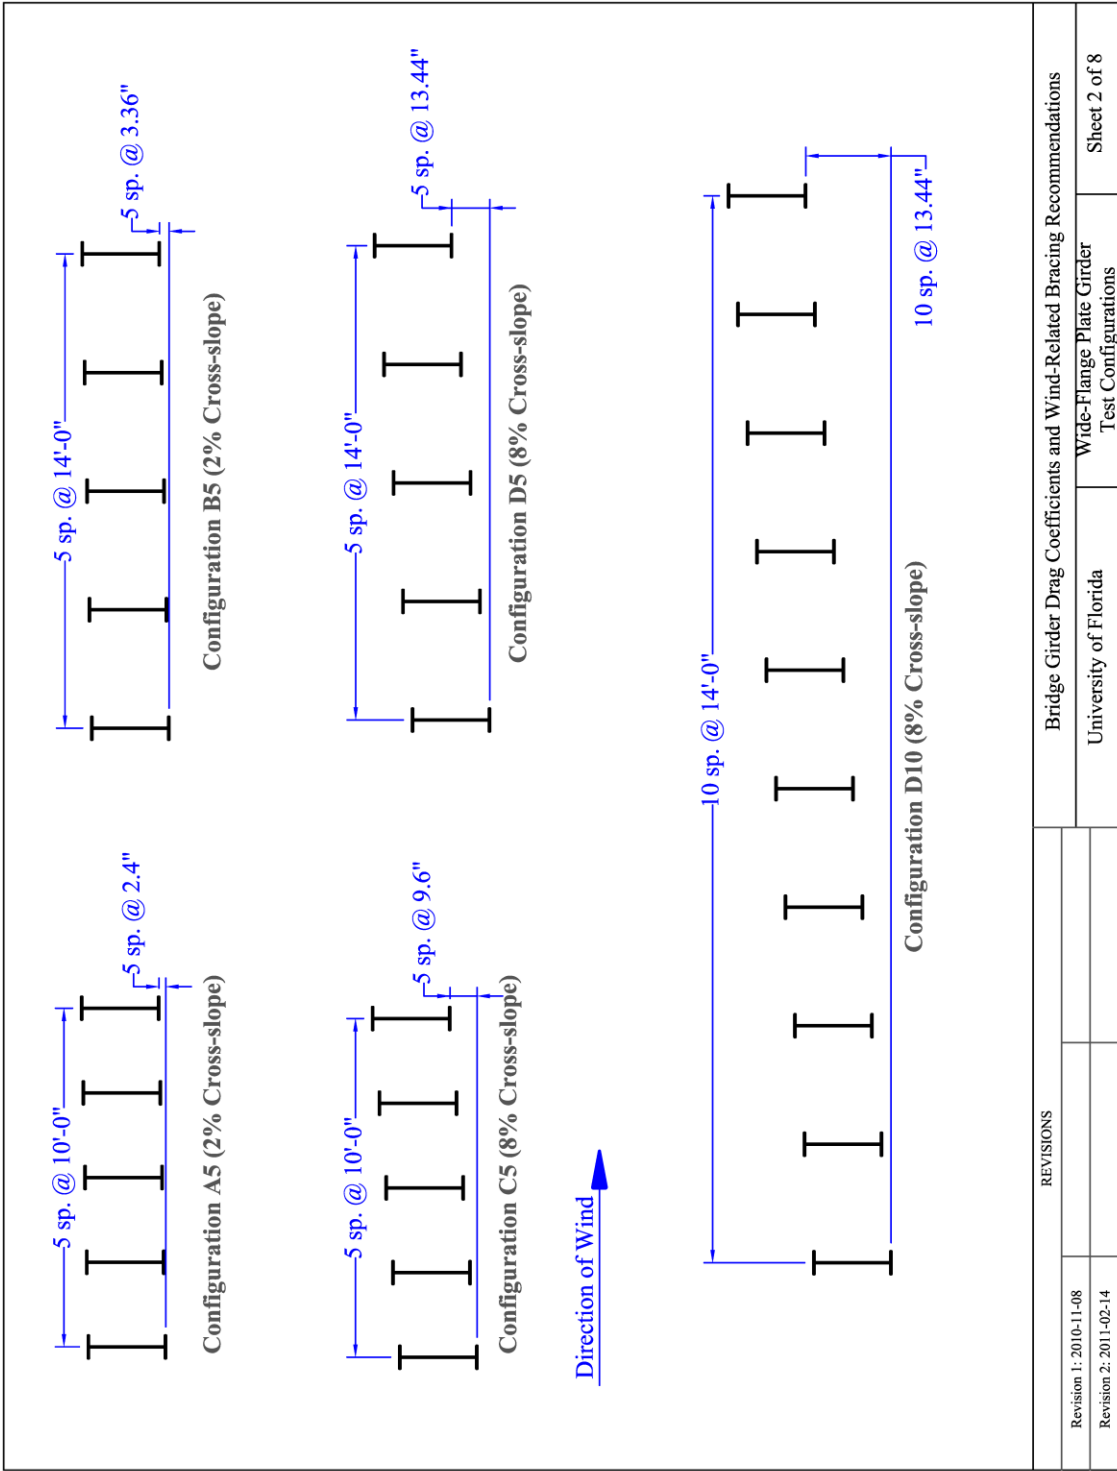 5 sp. @ 10'-0"
5 sp. @ 2.4"
Configuration A5 (2% Cross-slope)
5 sp. @ 14'-0"
5 sp. @ 3.36"
Configuration B5 (2% Cross-slope)
5 sp. @ 10'-0"
5 sp. @ 9.6"
Configuration C5 (8% Cross-slope)
5 sp. @ 14'-0"
5 sp. @ 13.44"
Configuration D5 (8% Cross-slope)
Direction of Wind
10 sp. @ 14'-0"
10 sp. @ 13.44"
Configuration D10 (8% Cross-slope)
REVISIONS
Revision 1: 2010-11-08
Revision 2: 2011-02-14
Bridge Girder Drag Coefficients and Wind-Related Bracing Recommendations
University of Florida
Wide-Flange Plate Girder
Test Configurations
Sheet 2 of 8